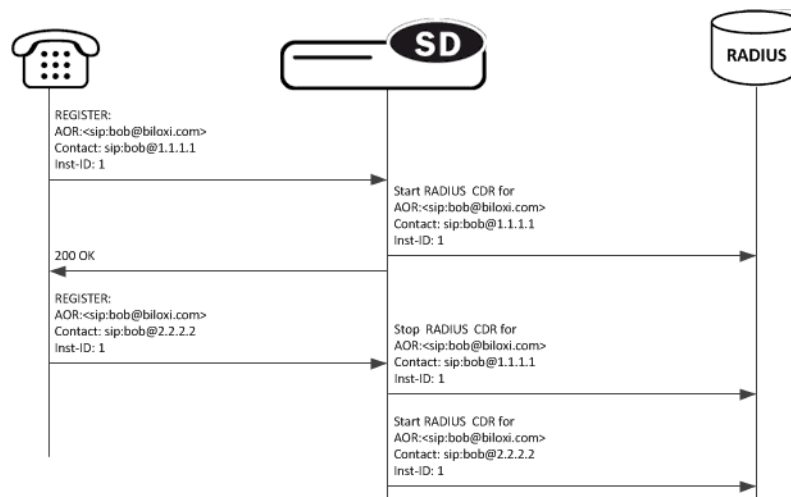 SD
RADIUS
REGISTER:
AOR:<sip:bob@biloxi.com>
Contact: sip:bob@1.1.1.1
Inst-ID: 1
Start RADIUS CDR for
AOR:<sip:bob@biloxi.com>
Contact: sip:bob@1.1.1.1
Inst-ID: 1
200 OK
REGISTER:
AOR:<sip:bob@biloxi.com>
Contact: sip:bob@2.2.2.2
Inst-ID: 1
Stop RADIUS CDR for
AOR:<sip:bob@biloxi.com>
Contact: sip:bob@1.1.1.1
Inst-ID: 1
Start RADIUS CDR for
AOR:<sip:bob@biloxi.com>
Contact: sip:bob@2.2.2.2
Inst-ID: 1